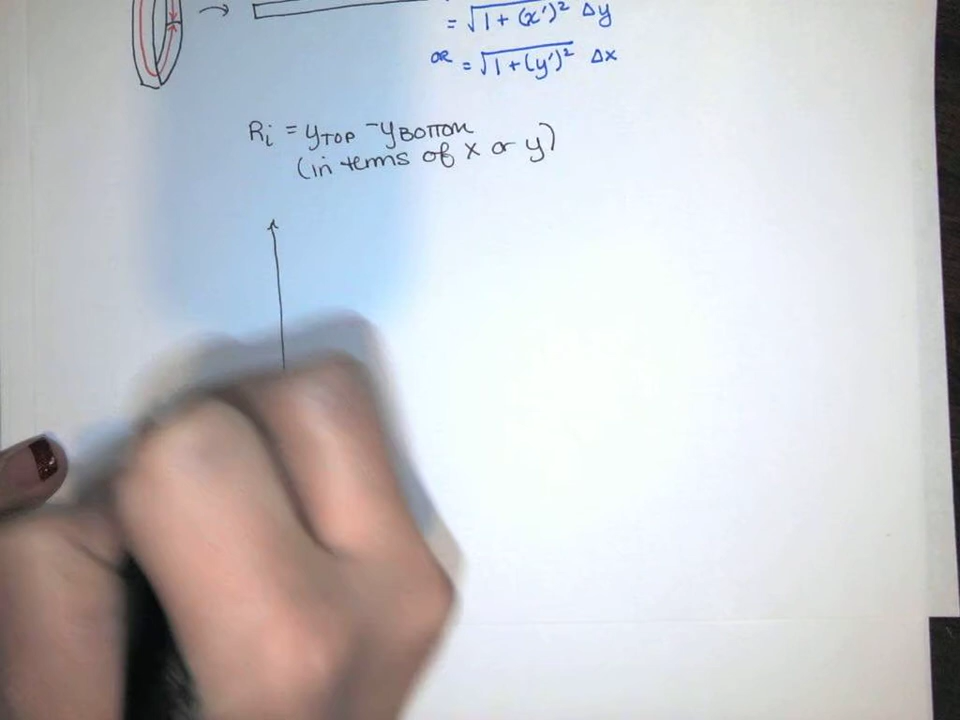 = √1 + (x')² Δy
OR = √1 + (y')² Δx
Ri = yTOP - yBOTTOM
(in terms of x or y)